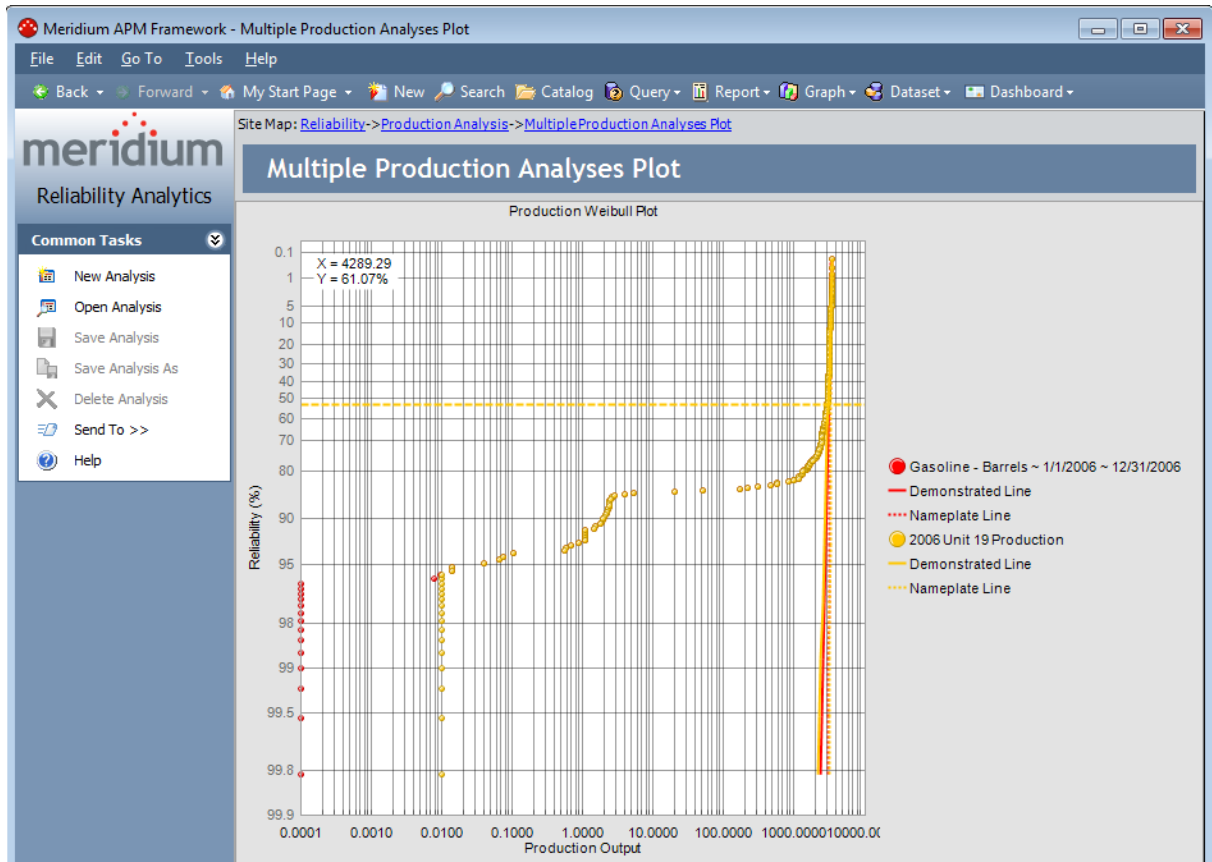 Meridium APM Framework - Multiple Production Analyses Plot
File Edit Go To Tools Help
Back Forward My Start Page New Search Catalog Query Report Graph Dataset Dashboard
meridium
Reliability Analytics
Common Tasks
New Analysis
Open Analysis
Save Analysis
Save Analysis As
Delete Analysis
Send To >>
Help
Site Map: Reliability->Production Analysis->Multiple Production Analyses Plot
Multiple Production Analyses Plot
Production Weibull Plot
X = 4289.29
Y = 61.07%
Reliability (%)
0.1
1
5
10
20
30
40
50
60
70
80
90
95
98
99
99.5
99.8
99.9
0.0001 0.0010 0.0100 0.1000 1.0000 10.0000 100.0000 1000.0000 10000.00
Production Output
Gasoline - Barrels ~ 1/1/2006 ~ 12/31/2006
Demonstrated Line
Nameplate Line
2006 Unit 19 Production
Demonstrated Line
Nameplate Line